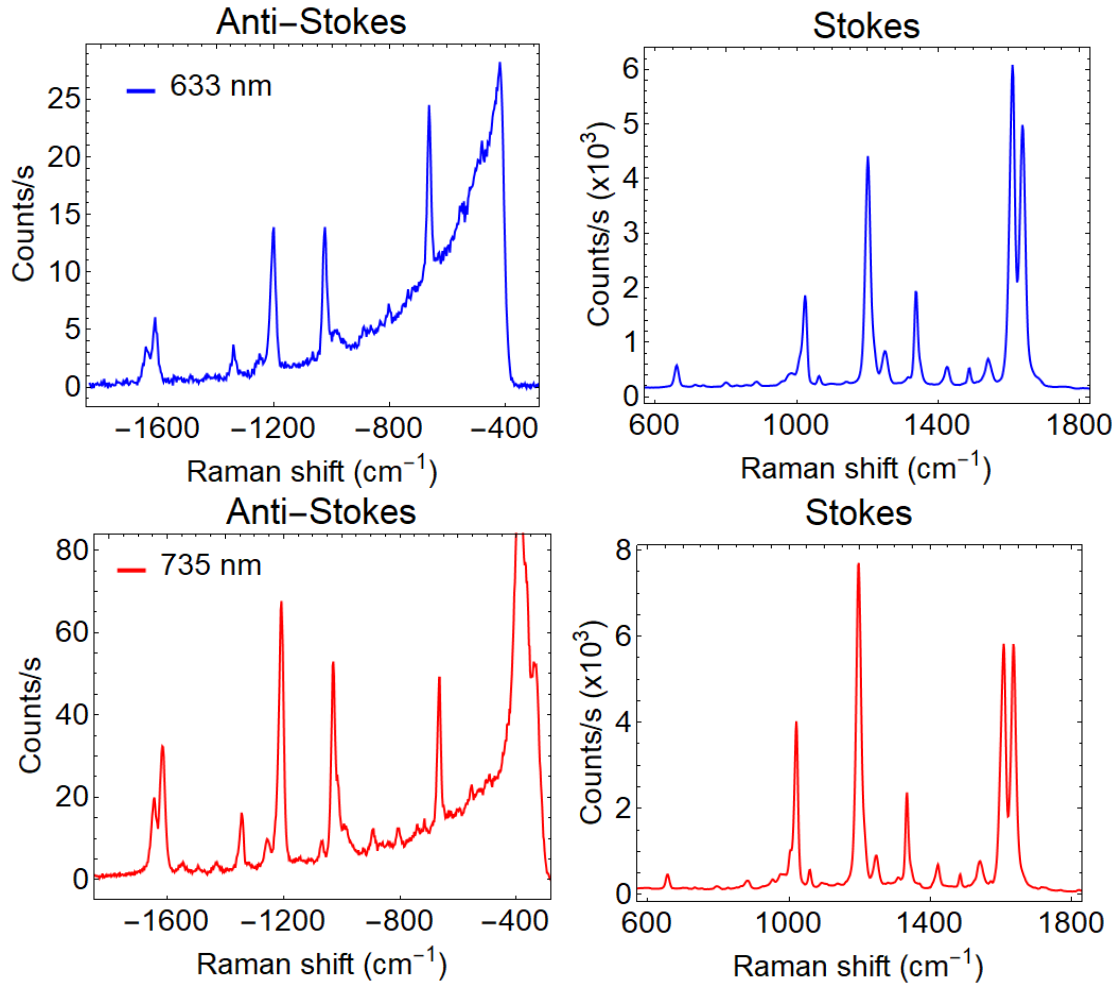 Anti−Stokes
633 nm
Counts/s
25
20
15
10
5
0
−1600 −1200 −800 −400
Raman shift (cm⁻¹)
Stokes
Counts/s (x10³)
6
5
4
3
2
1
0
600 1000 1400 1800
Raman shift (cm⁻¹)
Anti−Stokes
735 nm
Counts/s
80
60
40
20
0
−1600 −1200 −800 −400
Raman shift (cm⁻¹)
Stokes
Counts/s (x10³)
8
6
4
2
0
600 1000 1400 1800
Raman shift (cm⁻¹)